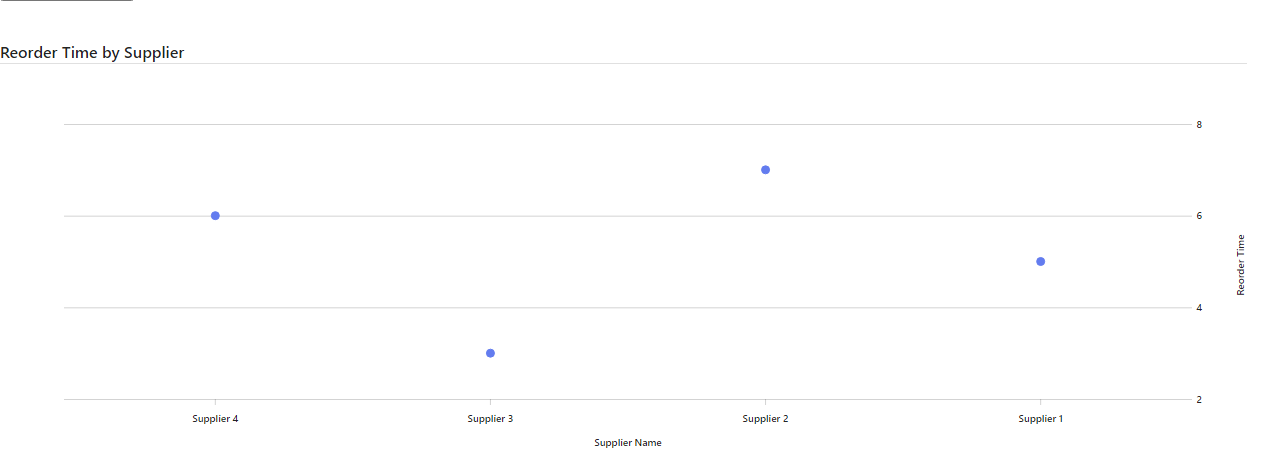 Reorder Time by Supplier
8
6
4
2
Reorder Time
Supplier 4
Supplier 3
Supplier 2
Supplier 1
Supplier Name